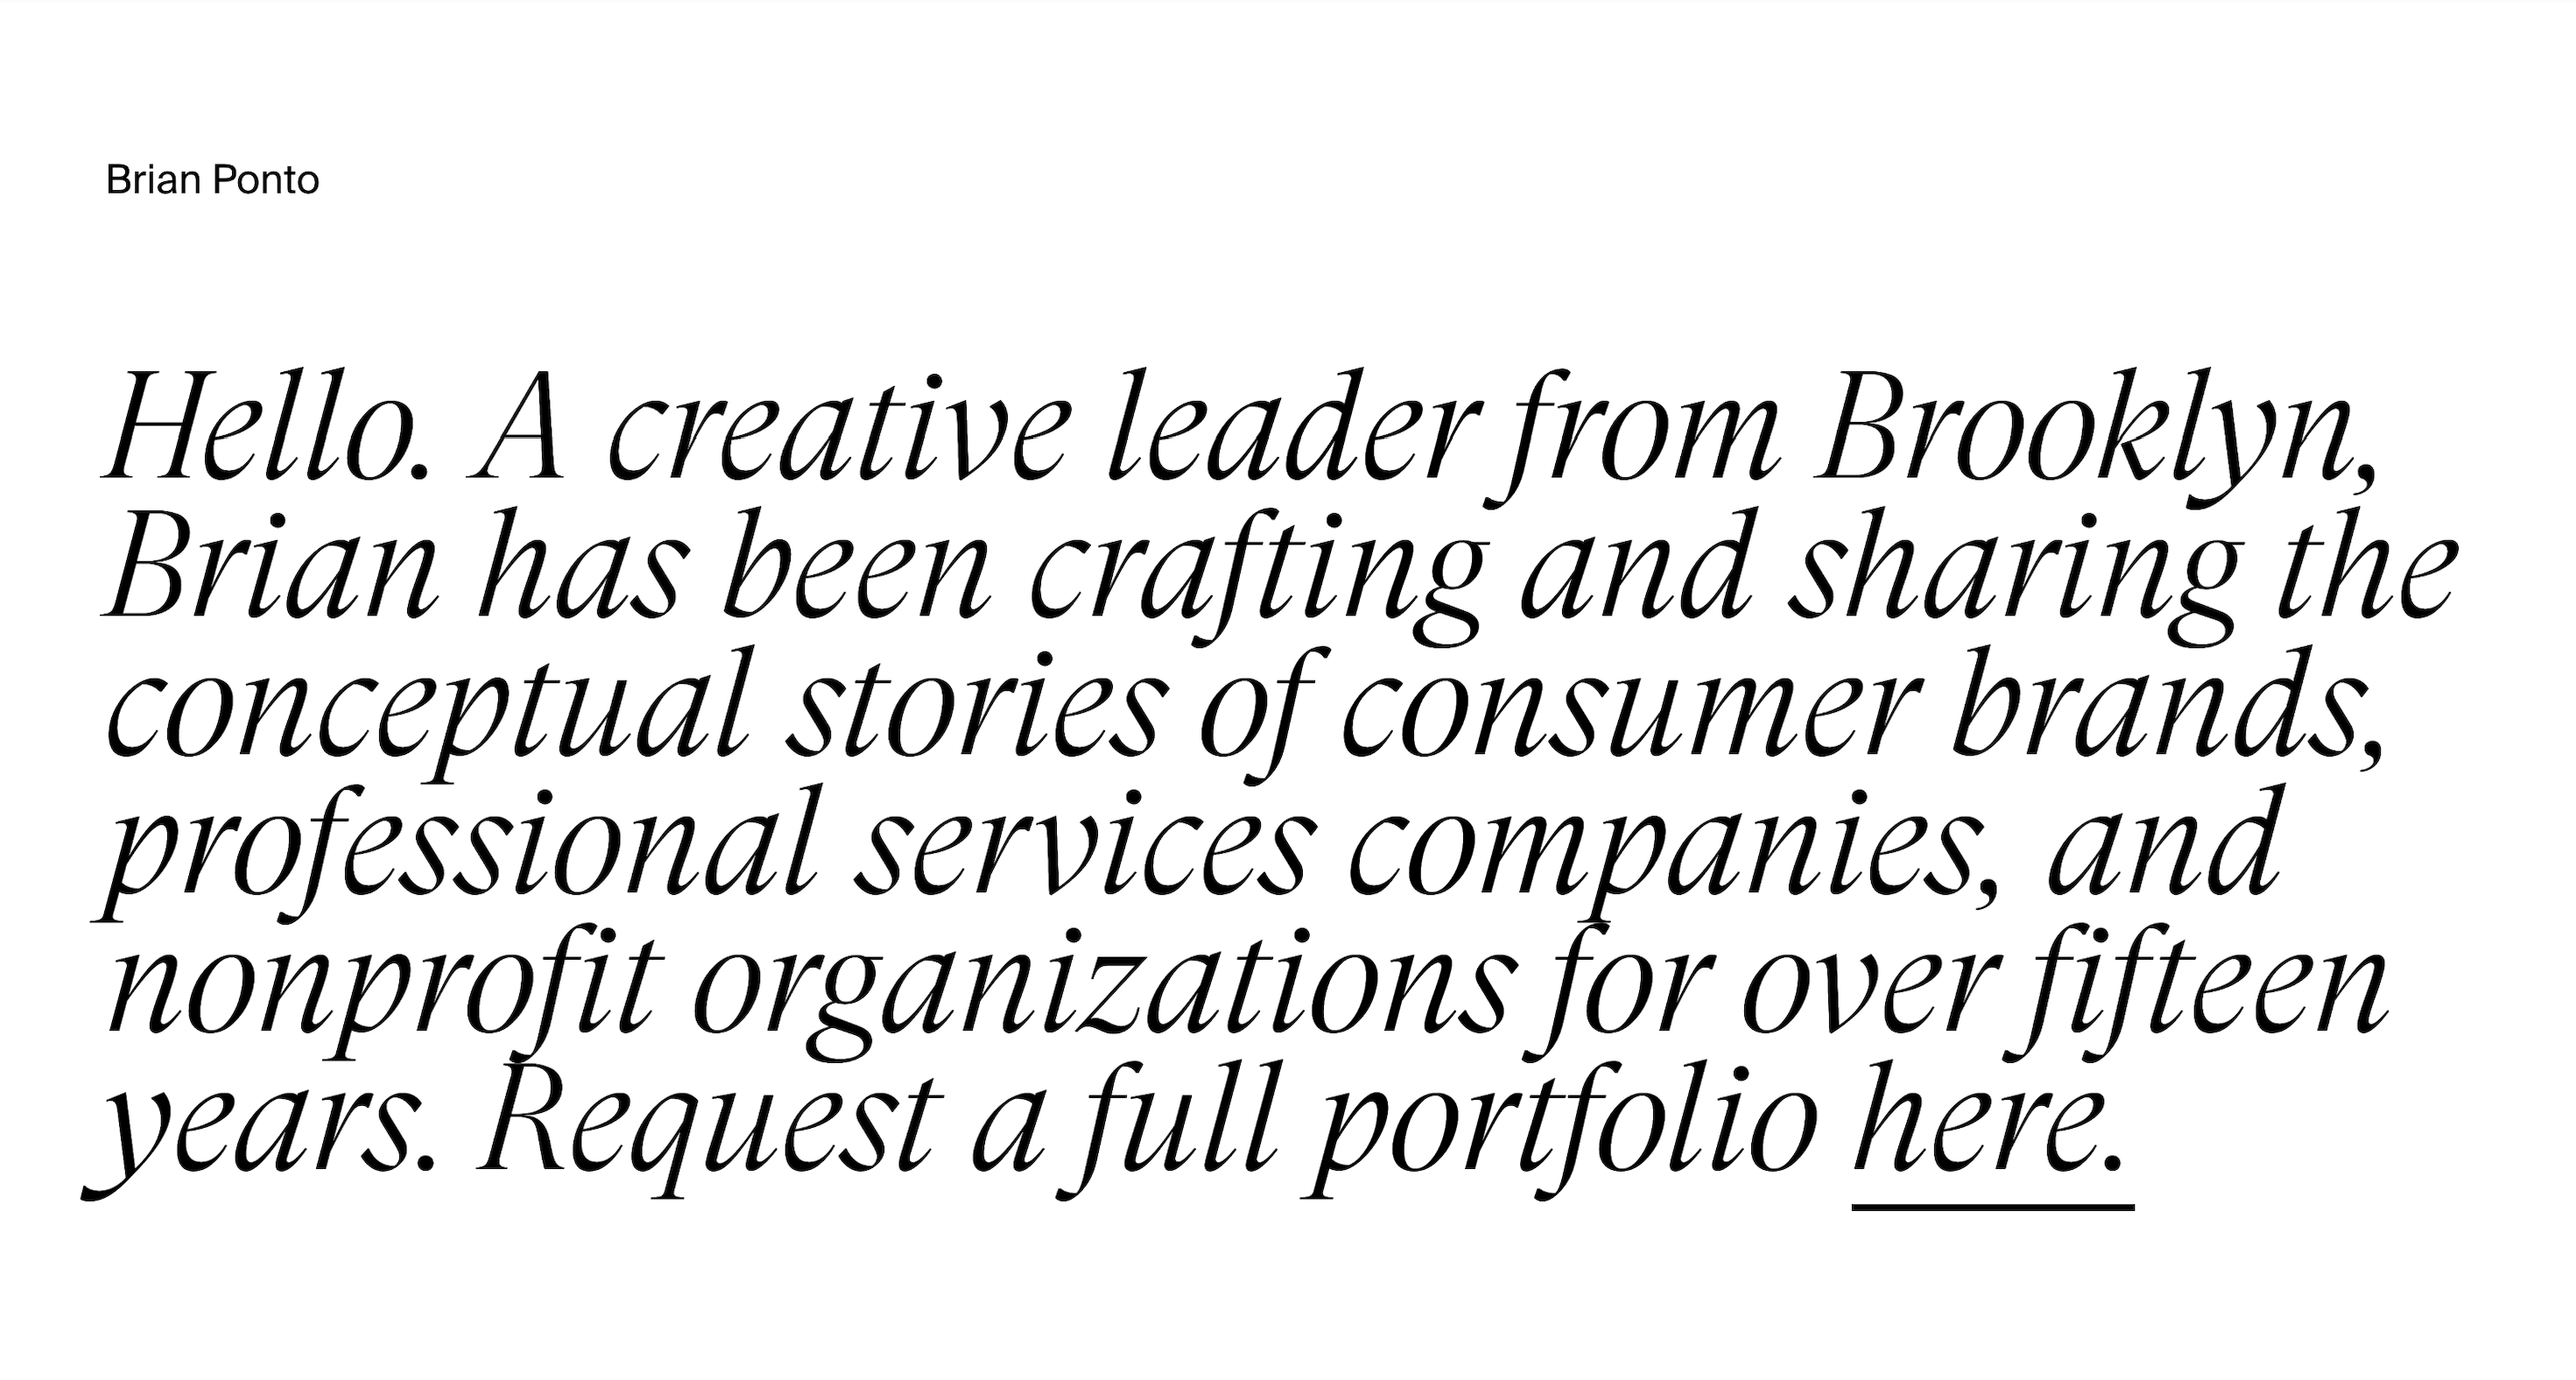 Brian Ponto
Hello. A creative leader from Brooklyn,
Brian has been crafting and sharing the
conceptual stories of consumer brands,
professional services companies, and
nonprofit organizations for over fifteen
years. Request a full portfolio here.